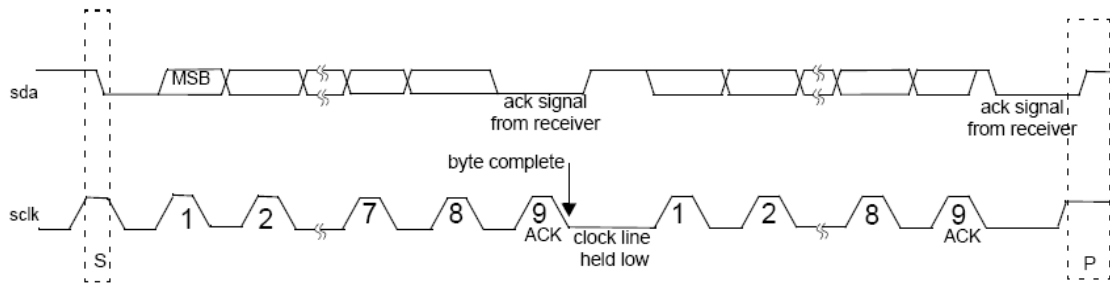 sda
MSB
ack signal
from receiver
ack signal
from receiver
byte complete
sclk
1
2
7
8
9
ACK
clock line
held low
1
2
8
9
ACK
S
P